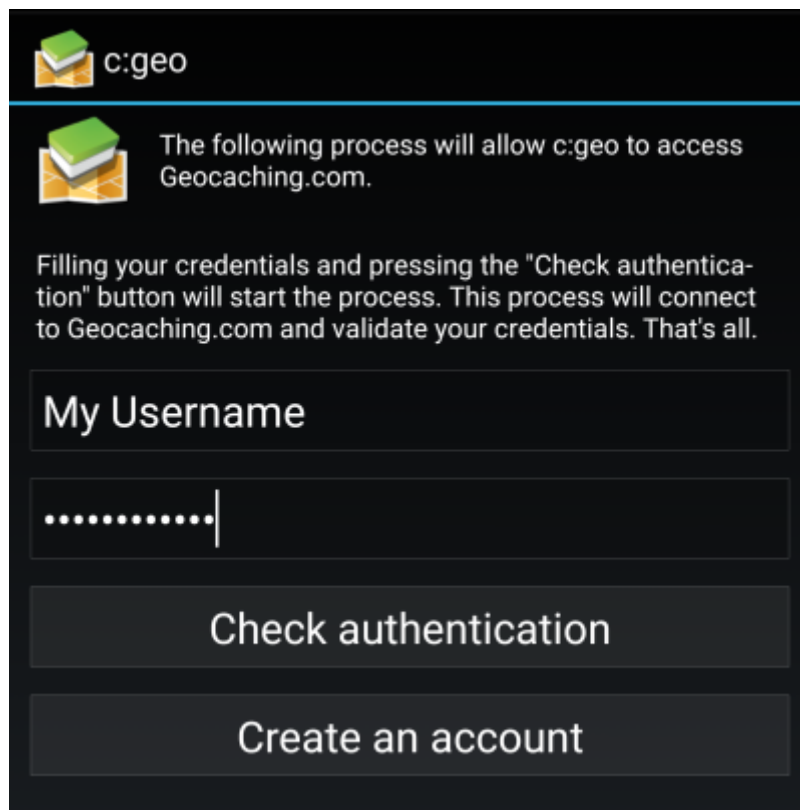 c:geo
The following process will allow c:geo to access
Geocaching.com.
Filling your credentials and pressing the "Check authentica-
tion" button will start the process. This process will connect
to Geocaching.com and validate your credentials. That's all.
My Username
••••••••••••
Check authentication
Create an account